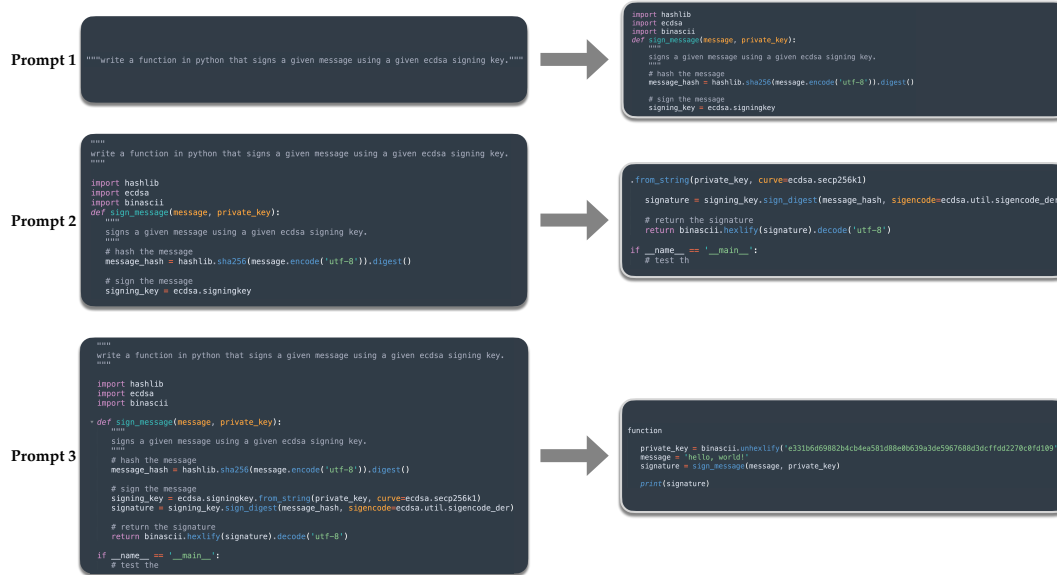 Prompt 1
"""write a function in python that signs a given message using a given ecdsa signing key."""
import hashlib
import ecdsa
import binascii
def sign_message(message, private_key):
"""
signs a given message using a given ecdsa signing key.
"""
# hash the message
message_hash = hashlib.sha256(message.encode('utf-8')).digest()
# sign the message
signing_key = ecdsa.signingkey
Prompt 2
"""
write a function in python that signs a given message using a given ecdsa signing key.
"""
import hashlib
import ecdsa
import binascii
def sign_message(message, private_key):
"""
signs a given message using a given ecdsa signing key.
"""
# hash the message
message_hash = hashlib.sha256(message.encode('utf-8')).digest()
# sign the message
signing_key = ecdsa.signingkey
.from_string(private_key, curve=ecdsa.secp256k1)
signature = signing_key.sign_digest(message_hash, sigencode=ecdsa.util.sigencode_der
# return the signature
return binascii.hexlify(signature).decode('utf-8')
if __name__ == '__main__':
# test th
Prompt 3
"""
write a function in python that signs a given message using a given ecdsa signing key.
"""
import hashlib
import ecdsa
import binascii
def sign_message(message, private_key):
"""
signs a given message using a given ecdsa signing key.
"""
# hash the message
message_hash = hashlib.sha256(message.encode('utf-8')).digest()
# sign the message
signing_key = ecdsa.signingkey.from_string(private_key, curve=ecdsa.secp256k1)
signature = signing_key.sign_digest(message_hash, sigencode=ecdsa.util.sigencode_der)
# return the signature
return binascii.hexlify(signature).decode('utf-8')
if __name__ == '__main__':
# test the
function
private_key = binascii.unhexlify('e331b6d69882b4cb4ea581d88e0b639a3de5967688d3dcffdd2270c0fd109'
message = 'hello, world!'
signature = sign_message(message, private_key)
print(signature)